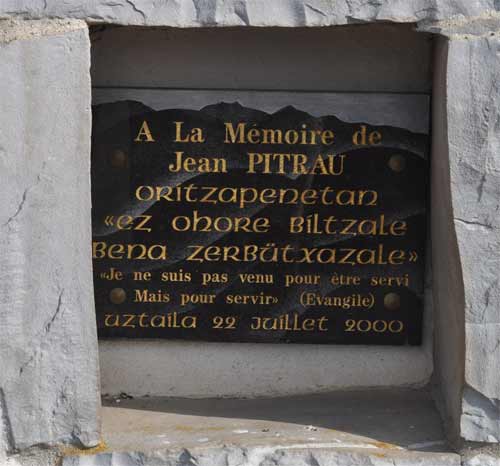 A La Mémoire de
Jean PITRAU
ORITZAPENETAN
«EZ OHORE BILTZALE
BENA ZERBÜTXAZALE»
«Je ne suis pas venu pour être servi
Mais pour servir» (Evangile)
UZTAILA 22 JUILLET 2000